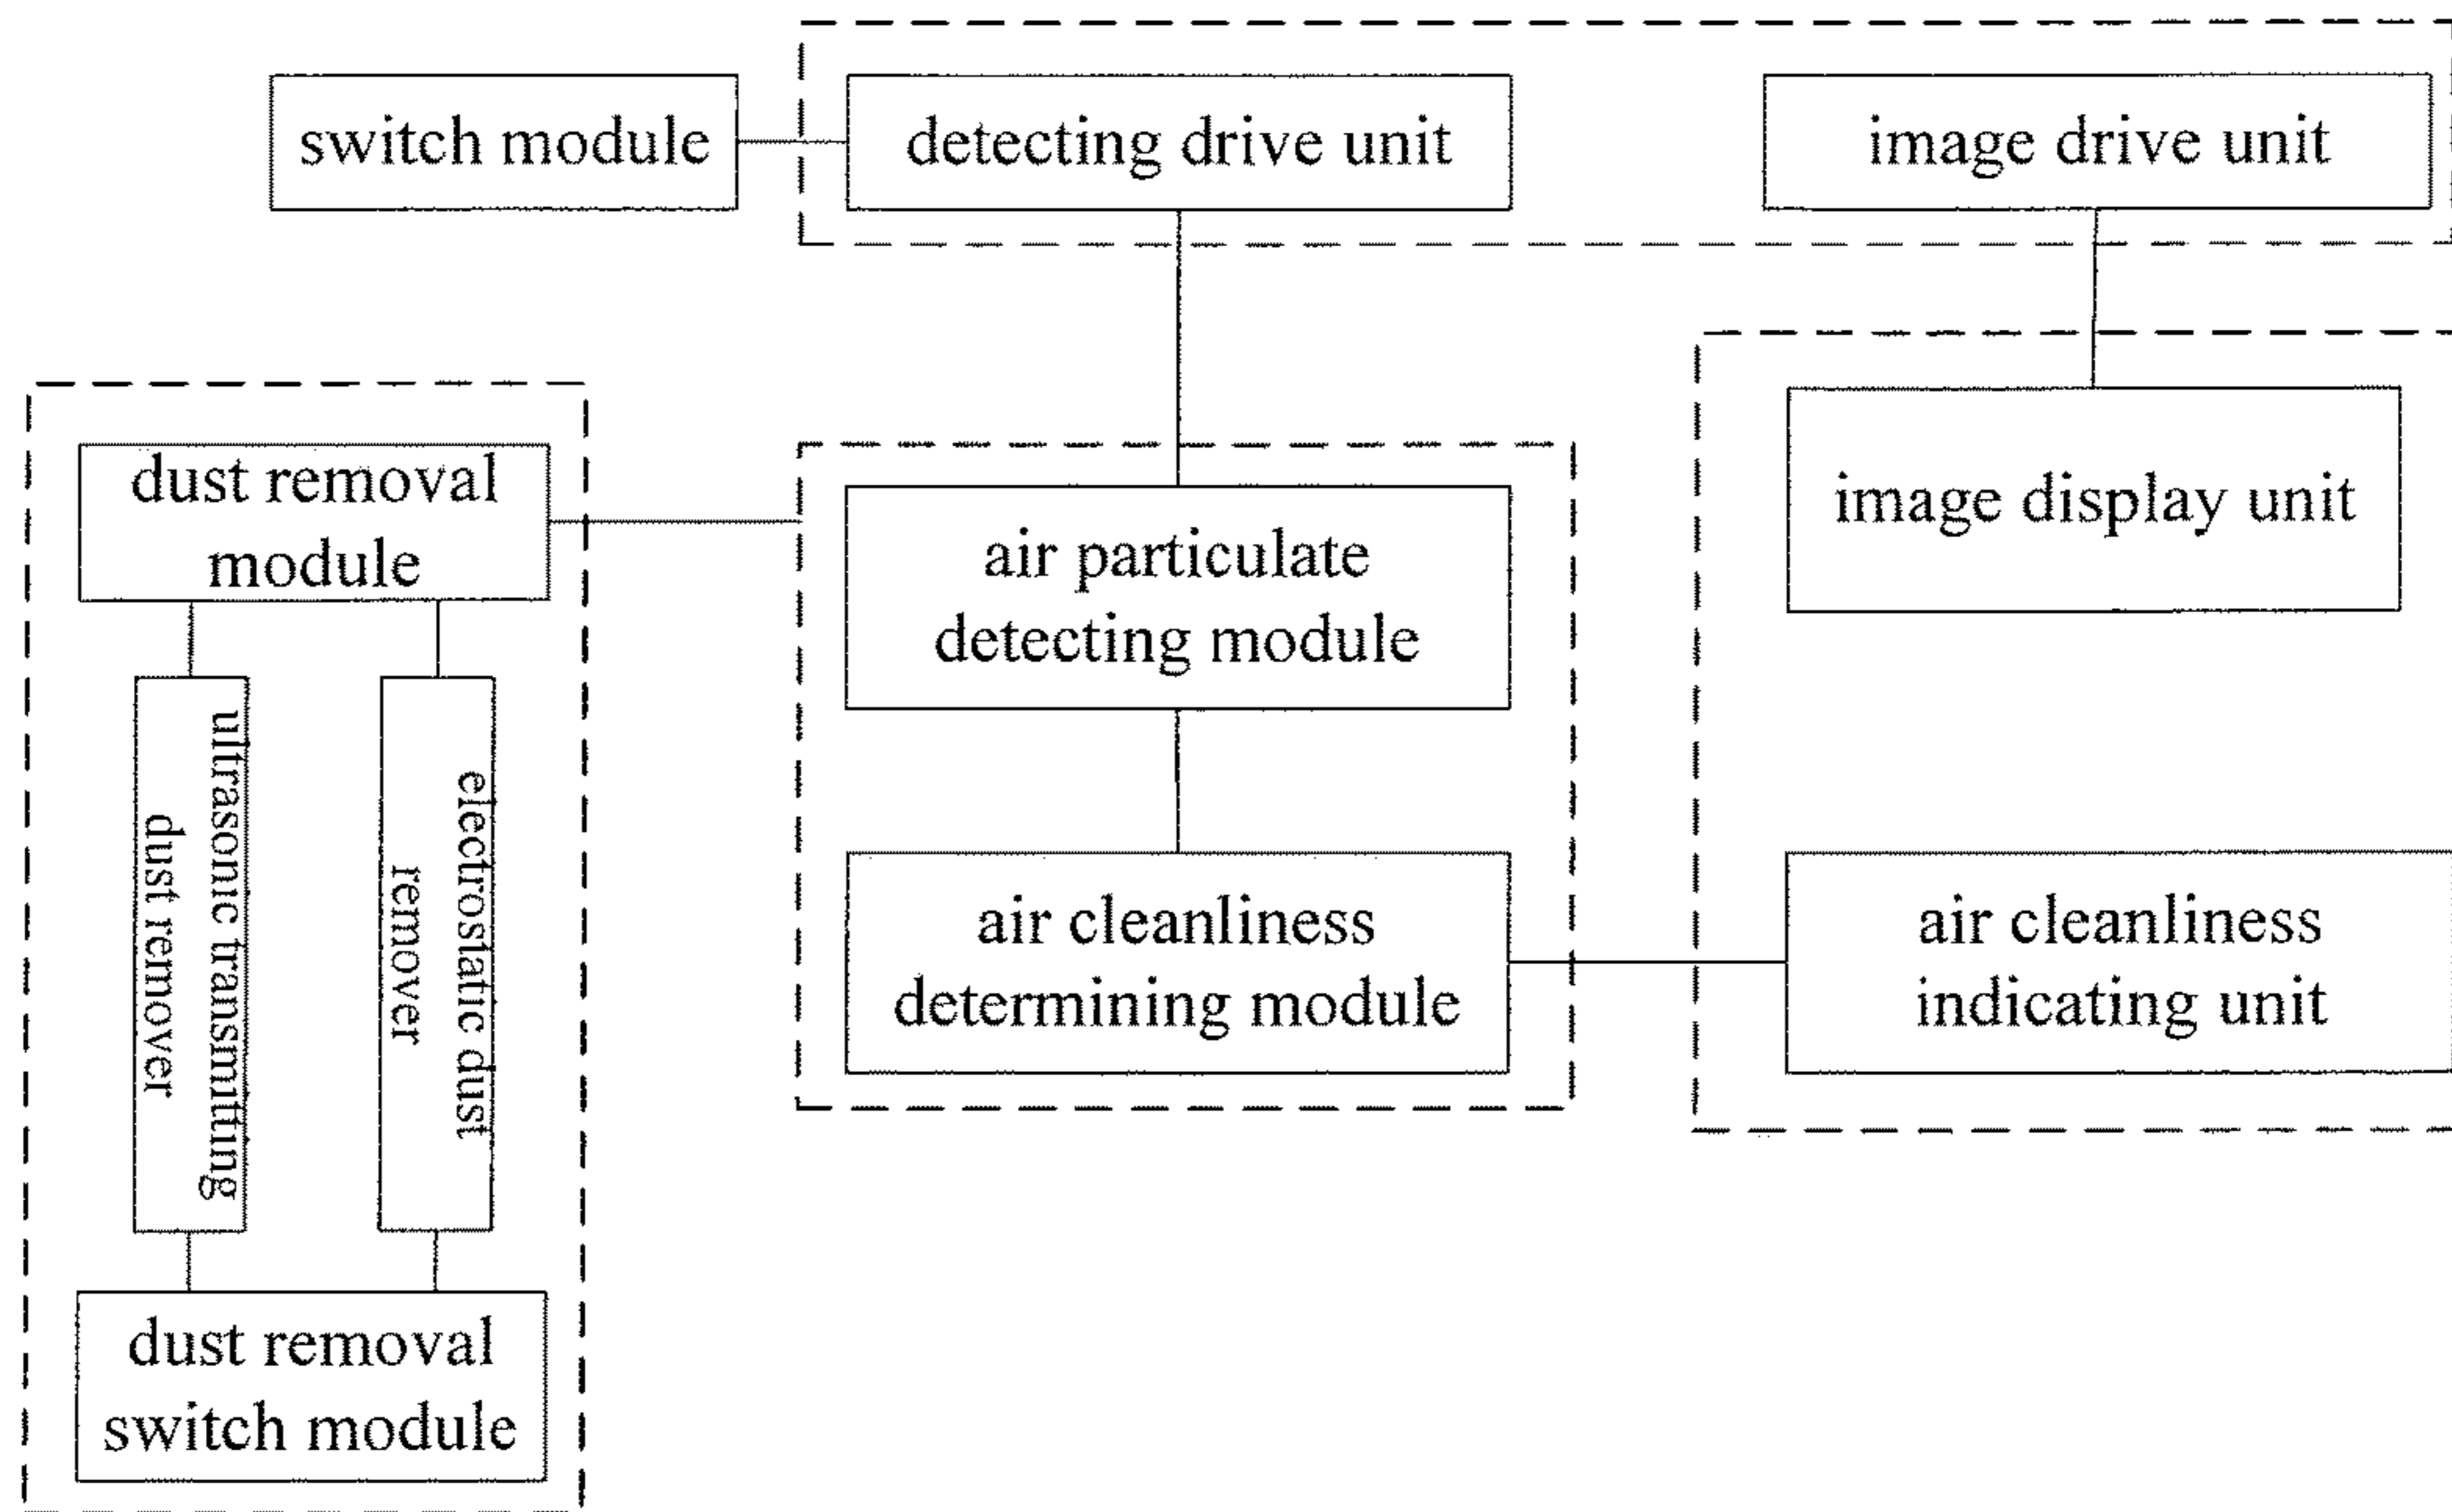 switch module
detecting drive unit
image drive unit
dust removal
module
air particulate
detecting module
image display unit
ultrasonic transmitting
dust remover
electrostatic dust
remover
air cleanliness
determining module
air cleanliness
indicating unit
dust removal
switch module